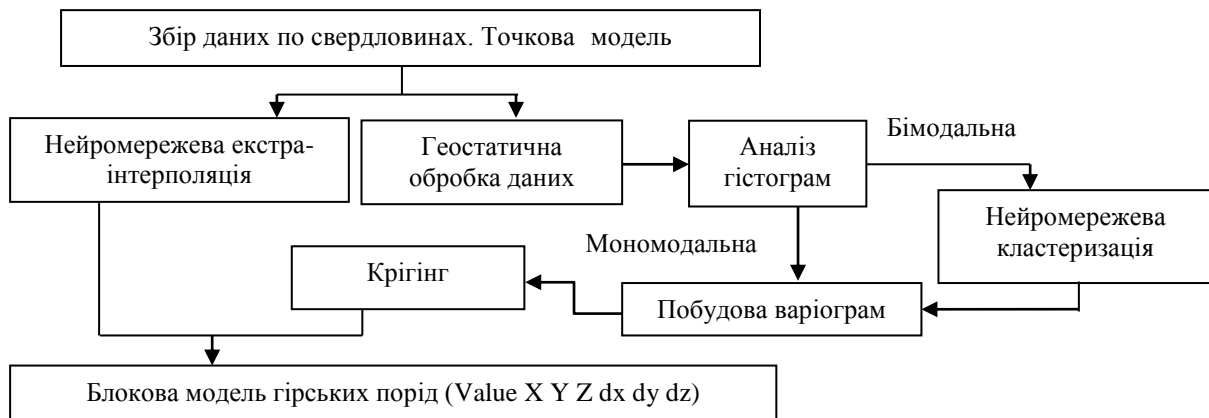 Збір даних по свердловинах. Точкова модель
Нейромережева екстра-
інтерполяція
Геостатична
обробка даних
Аналіз
гістограм
Бімодальна
Нейромережева
кластеризація
Мономодальна
Крігінг
Побудова варіограм
Блокова модель гірських порід (Value X Y Z dx dy dz)